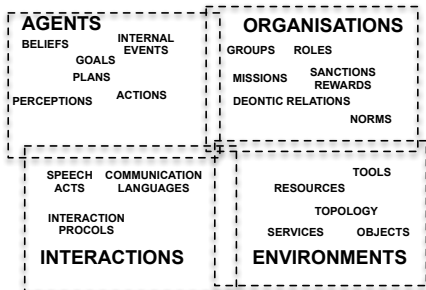 AGENTS
BELIEFS
INTERNAL
EVENTS
GOALS
PLANS
PERCEPTIONS
ACTIONS
ORGANISATIONS
GROUPS
ROLES
MISSIONS
SANCTIONS
REWARDS
DEONTIC RELATIONS
NORMS
SPEECH
ACTS
COMMUNICATION
LANGUAGES
INTERACTION
PROCOLS
INTERACTIONS
TOOLS
RESOURCES
TOPOLOGY
SERVICES
OBJECTS
ENVIRONMENTS